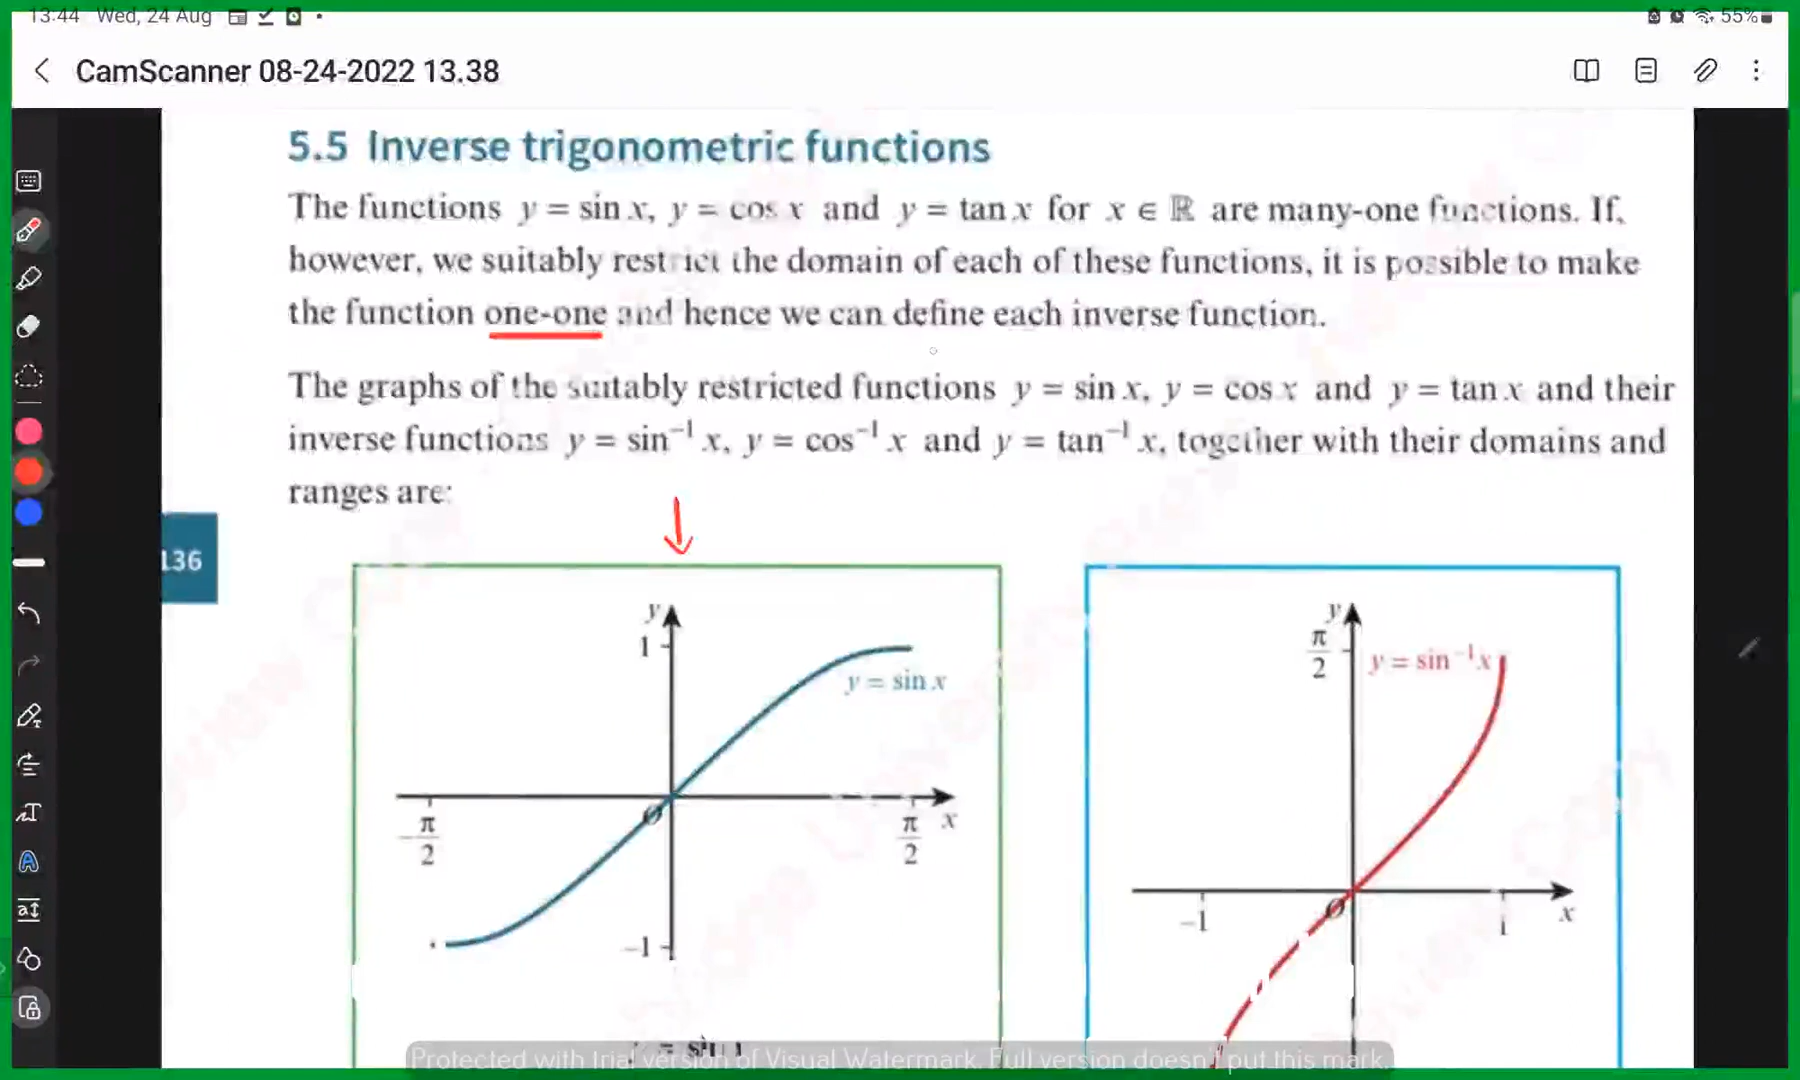 13:44 Wed, 24 Aug
55%
CamScanner 08-24-2022 13.38
5.5 Inverse trigonometric functions
The functions y = sin x, y = cos x and y = tan x for x ∈ ℝ are many-one functions. If,
however, we suitably restrict the domain of each of these functions, it is possible to make
the function one-one and hence we can define each inverse function.
The graphs of the suitably restricted functions y = sin x, y = cos x and y = tan x and their
inverse functions y = sin⁻¹ x, y = cos⁻¹ x and y = tan⁻¹ x, together with their domains and
ranges are:
136
y
1
y = sin x
O
-π/2
π/2
x
-1
y
π/2
y = sin⁻¹ x
-1
O
1
x
Protected with trial version of Visual Watermark. Full version doesn't put this mark.